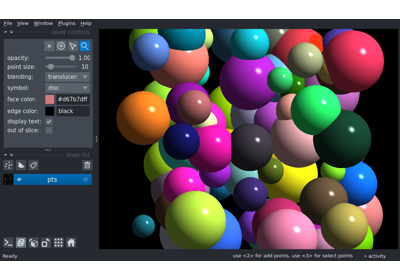 File View Window Plugins Help
layer controls
opacity: 1.00
point size: 10
blending: translucen
symbol: disc
face color: #d67b7dff
edge color: black
display text:
out of slice:
layer list
pts
Ready
use <2> for add points, use <3> for select points
activity